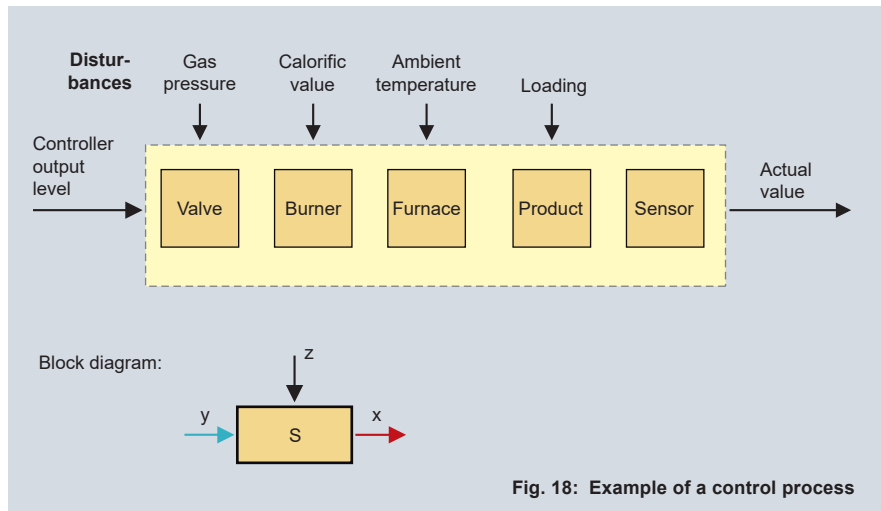 Distur-
bances
Gas
pressure
Calorific
value
Ambient
temperature
Loading
Controller
output
level
Valve
Burner
Furnace
Product
Sensor
Actual
value
Block diagram:
z
y
S
x
Fig. 18: Example of a control process